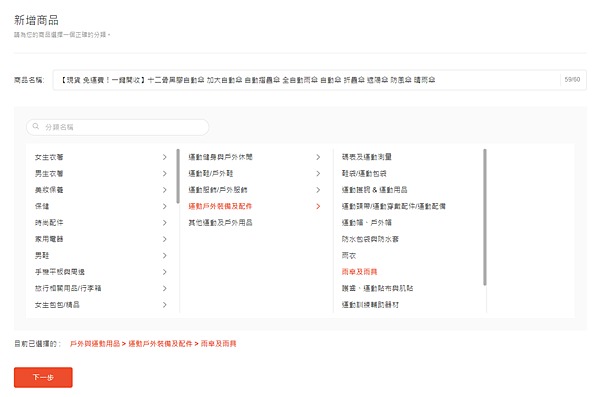 新增商品
請為您的商品選擇一個正確的分類。
商品名稱:
【現貨 免運費！一鍵開收】十二骨黑膠自動傘 加大自動傘 自動摺疊傘 全自動雨傘 自動傘 折疊傘 遮陽傘 防風傘 晴雨傘
59/60
分類名稱
女生衣著
男生衣著
美妝保養
保健
時尚配件
家用電器
男鞋
手機平板與周邊
旅行相關用品/行李箱
女生包包/精品
運動健身與戶外休閒
運動鞋/戶外鞋
運動服飾/戶外服飾
運動戶外裝備及配件
其他運動及戶外用品
碼表及運動測量
鞋袋/運動包袋
運動護具 & 運動用品
運動頭帶/運動穿戴配件/運動配備
運動帽、戶外帽
防水包袋與防水套
雨衣
雨傘及雨具
護齒、運動貼布與肌貼
運動訓練輔助器材
目前已選擇的：
戶外與運動用品 > 運動戶外裝備及配件 > 雨傘及雨具
下一步